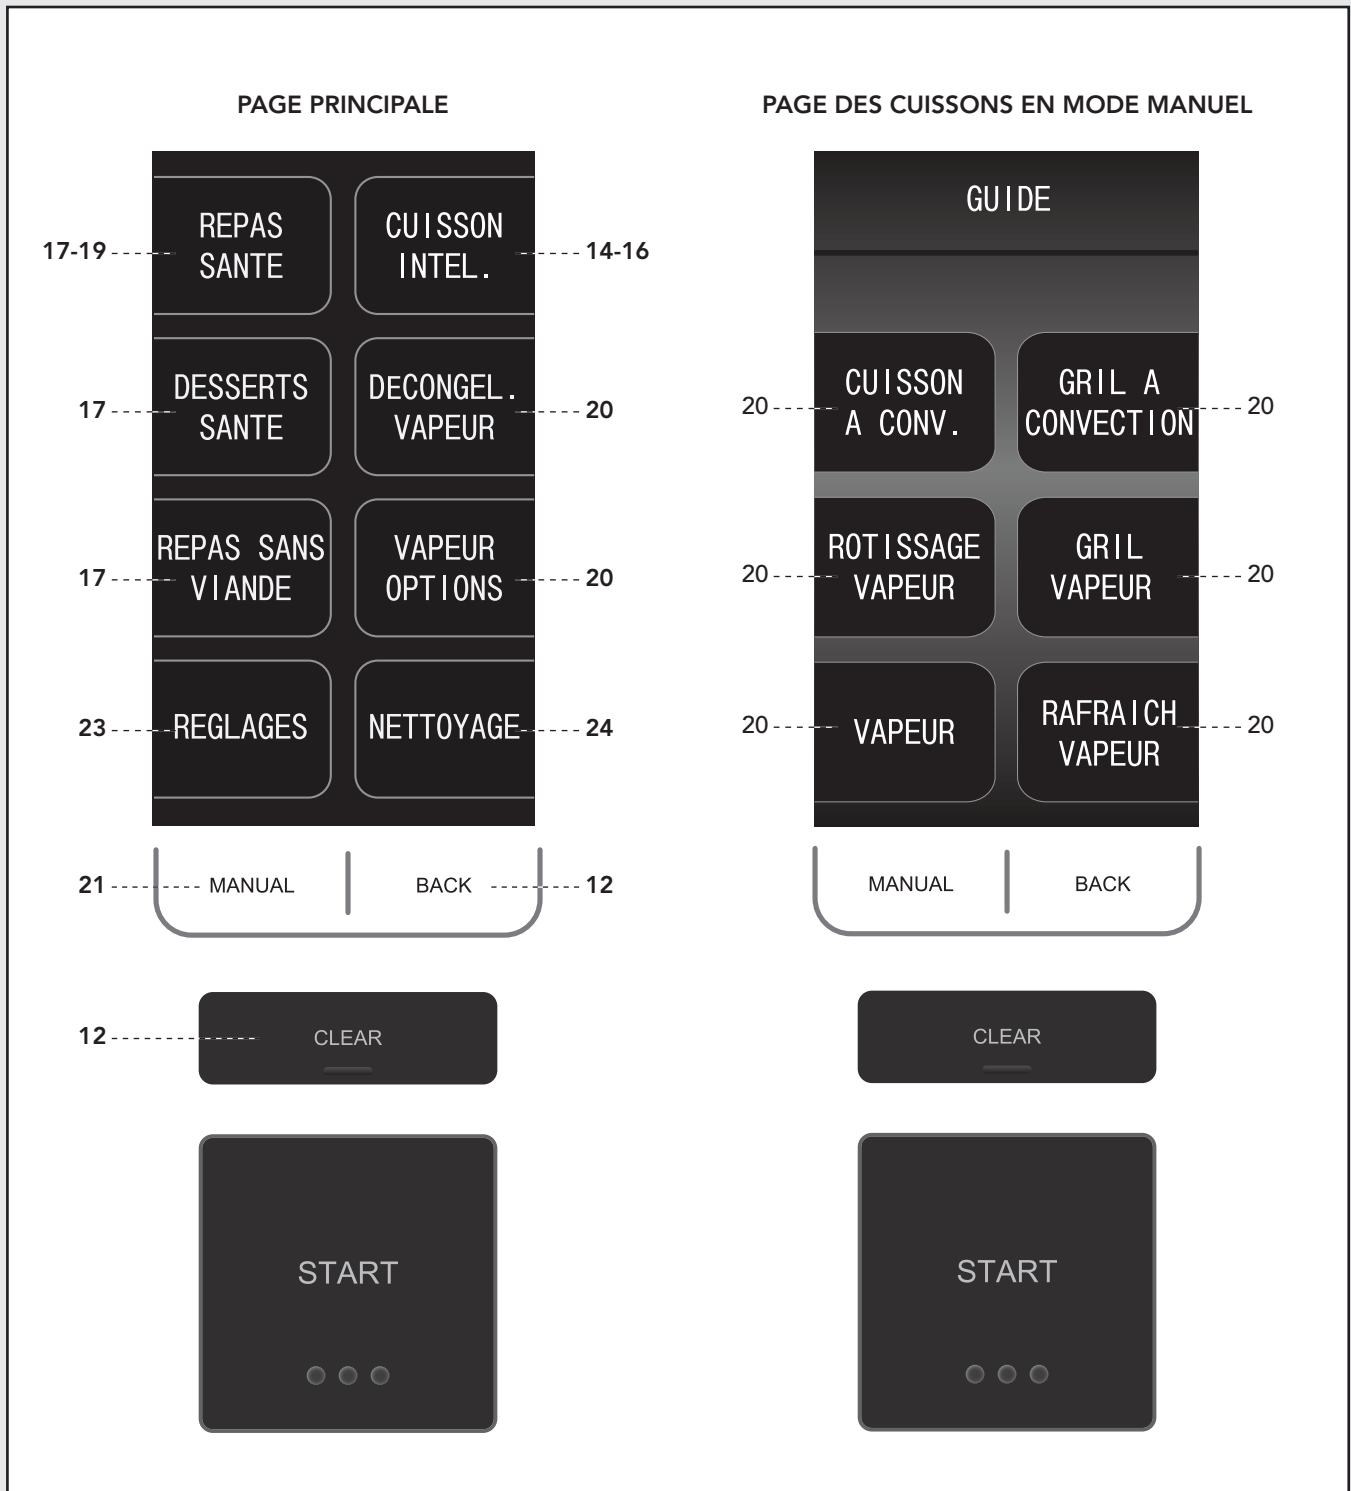 PAGE PRINCIPALE
REPAS
SANTE
17-19
CUISSON
INTEL.
14-16
DESSERTS
SANTE
17
DECONGEL.
VAPEUR
20
REPAS SANS
VIANDE
17
VAPEUR
OPTIONS
20
23
REGLAGES
NETTOYAGE
24
21
MANUAL
BACK
12
12
CLEAR
START
PAGE DES CUISSONS EN MODE MANUEL
GUIDE
CUISSON
A CONV.
20
GRIL A
CONVECTION
20
ROTISSAGE
VAPEUR
20
GRIL
VAPEUR
20
20
VAPEUR
RAFRAICH
VAPEUR
20
MANUAL
BACK
CLEAR
START